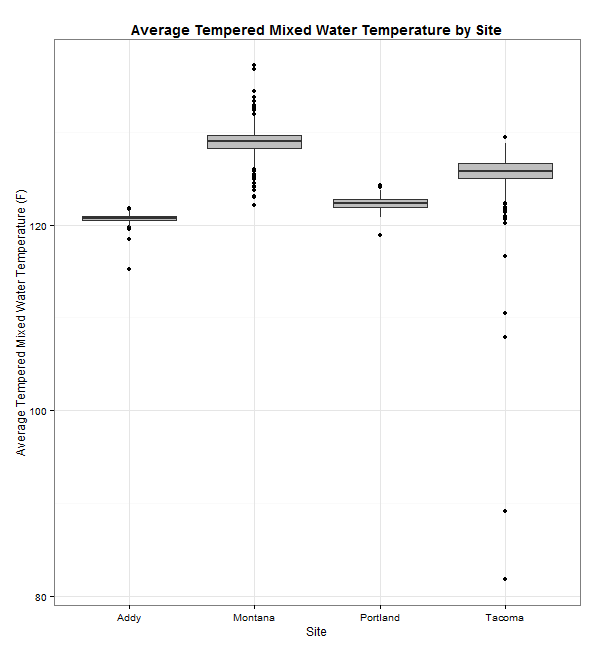 Average Tempered Mixed Water Temperature by Site
Average Tempered Mixed Water Temperature (F)
120
100
80
Addy Montana Portland Tacoma
Site